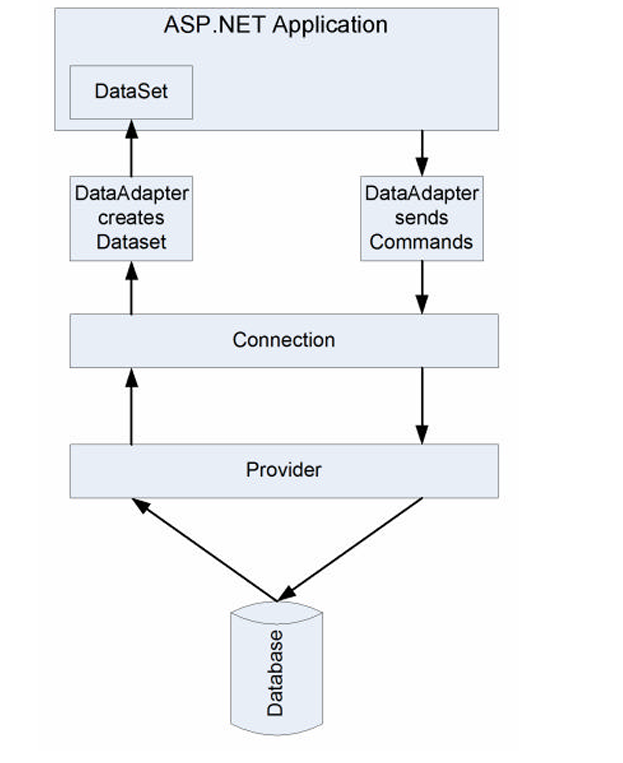 ASP.NET Application
DataSet
DataAdapter
creates
Dataset
DataAdapter
sends
Commands
Connection
Provider
Database